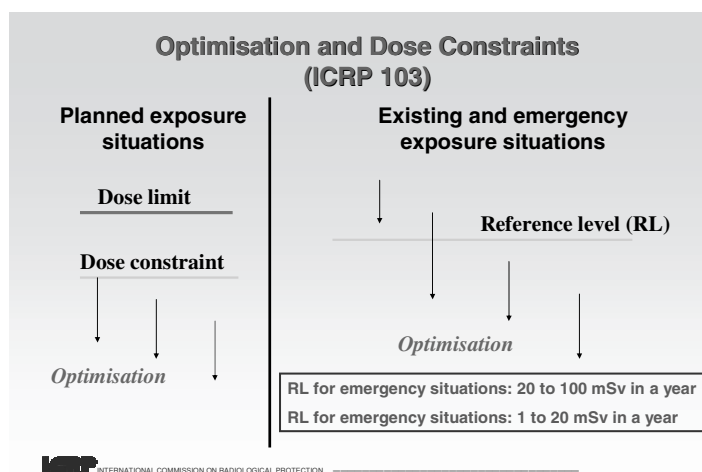 Optimisation and Dose Constraints
(ICRP 103)
Planned exposure
situations
Dose limit
Dose constraint
Optimisation
Existing and emergency
exposure situations
Reference level (RL)
Optimisation
RL for emergency situations: 20 to 100 mSv in a year
RL for emergency situations: 1 to 20 mSv in a year
INTERNATIONAL COMMISSION ON RADIOLOGICAL PROTECTION